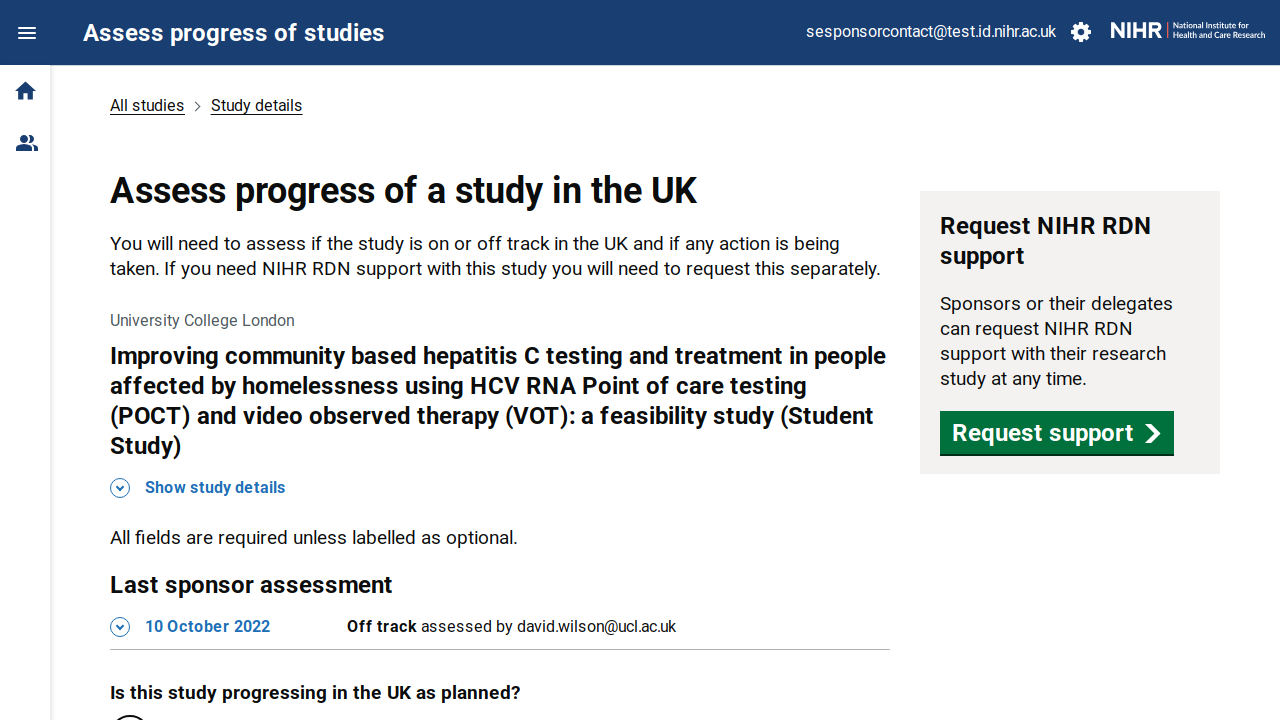 Assess progress of studies
sesponsorcontact@test.id.nihr.ac.uk
NIHR
National Institute for
Health and Care Research
All studies
Study details
Assess progress of a study in the UK
You will need to assess if the study is on or off track in the UK and if any action is being
taken. If you need NIHR RDN support with this study you will need to request this separately.
University College London
Improving community based hepatitis C testing and treatment in people
affected by homelessness using HCV RNA Point of care testing
(POCT) and video observed therapy (VOT): a feasibility study (Student
Study)
Show study details
All fields are required unless labelled as optional.
Last sponsor assessment
10 October 2022 Off track assessed by david.wilson@ucl.ac.uk
Is this study progressing in the UK as planned?
Request NIHR RDN
support
Sponsors or their delegates
can request NIHR RDN
support with their research
study at any time.
Request support